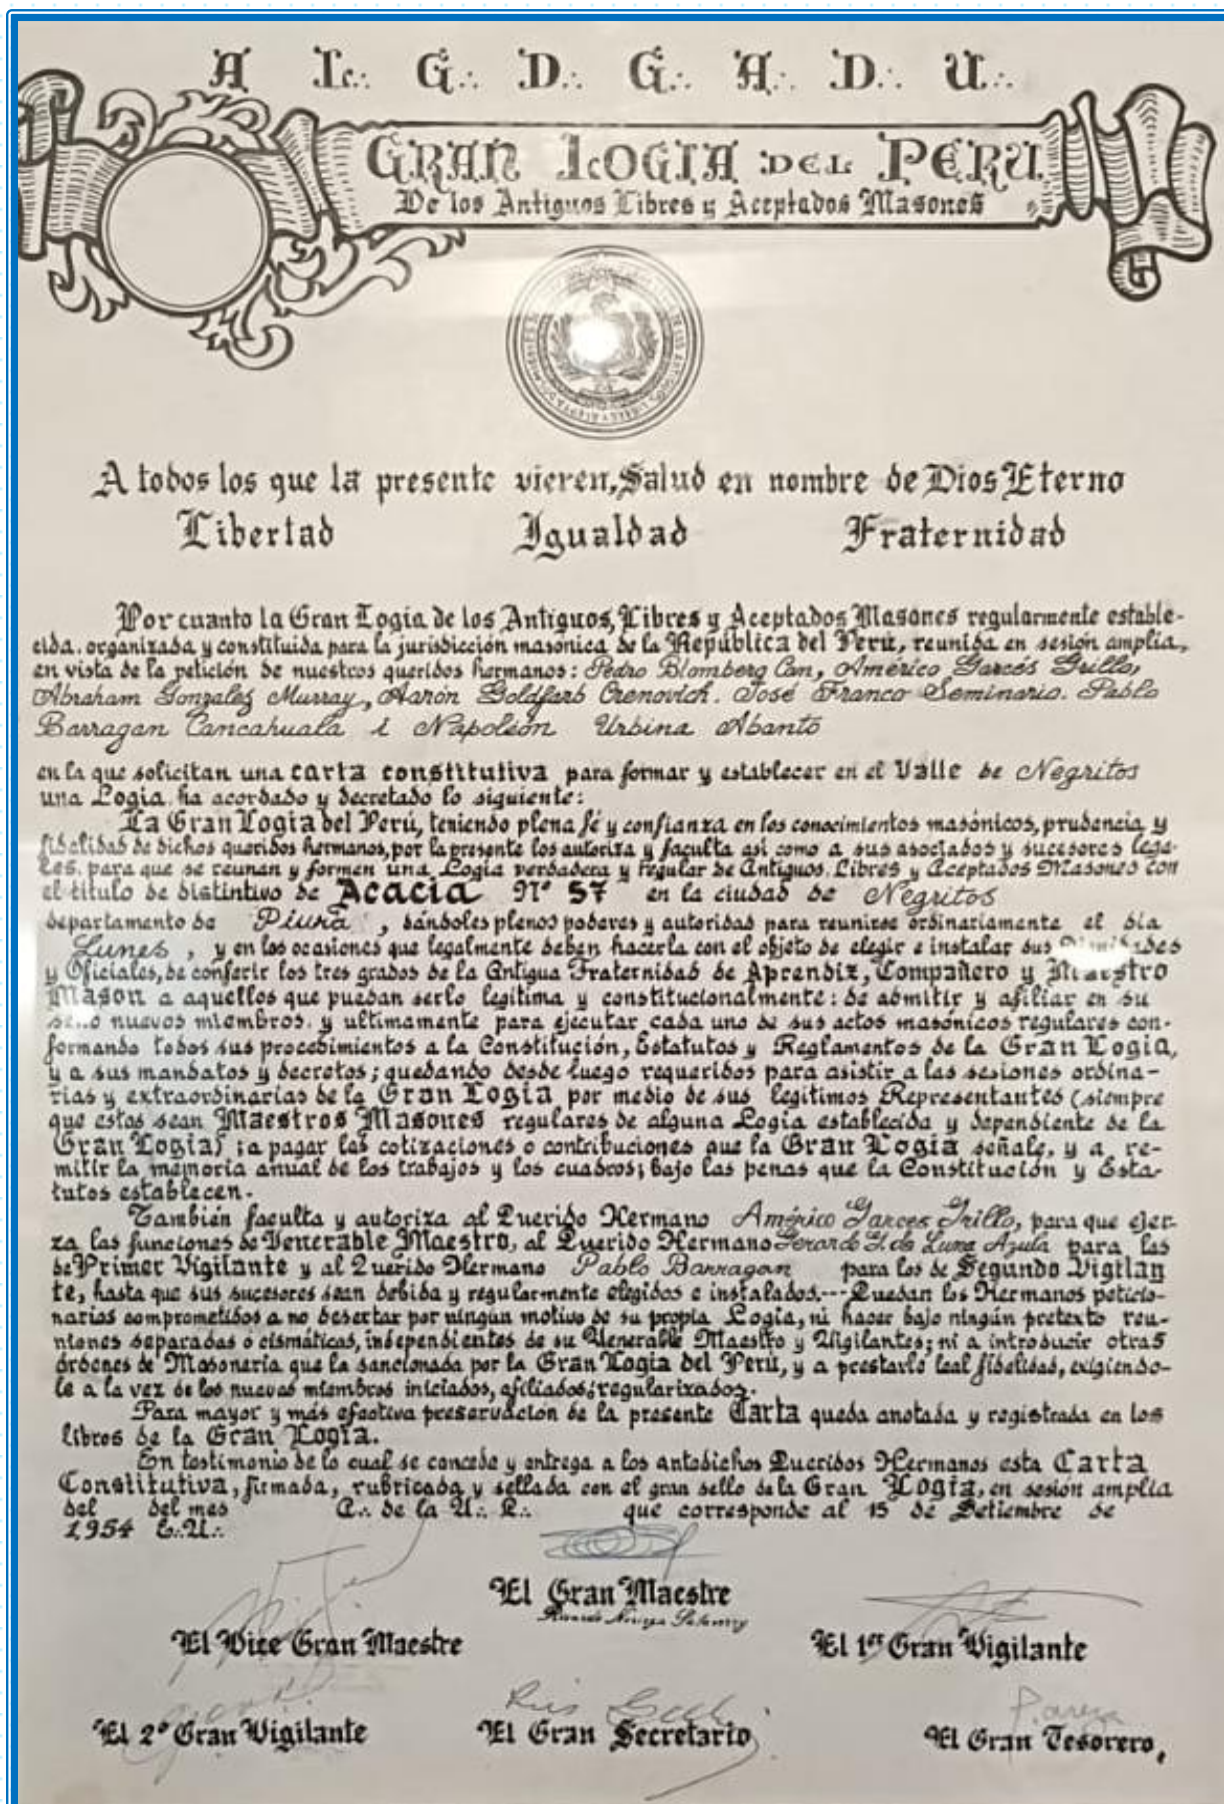 A L∴ G∴ D∴ G∴ A∴ D∴ U∴
GRAN LOGIA DEL PERU
De los Antiguos Libres y Aceptados Masones
A todos los que la presente vieren, Salud en nombre de Dios Eterno
Libertad Igualdad Fraternidad
Por cuanto la Gran Logia de los Antiguos, Libres y Aceptados Masones regularmente estable-
cida, organizada y constituida para la jurisdicción masónica de la República del Perú, reunida en sesión amplia,
en vista de la petición de nuestros queridos hermanos: Pedro Blomberg Can, Américo Garcés Grillo,
Abraham Gonzalez Murray, Aarón Goldfarb Orenovich. José Franco Seminario. Pablo
Barragan Cancahuala i Napoleón Urbina Abanto
en la que solicitan una carta constitutiva para formar y establecer en el Valle de Negritos
una Logia ha acordado y decretado lo siguiente:
La Gran Logia del Perú, teniendo plena fé y confianza en los conocimientos masónicos, prudencia y
fidelidad de dichos queridos hermanos, por la presente los autoriza y faculta así como a sus asociados y sucesores lega-
les, para que se reunan y formen una Logia verdadera y regular de Antiguos, Libres y Aceptados Masones con
el título de distintivo de Acacia Nº 57 en la ciudad de Negritos
departamento de Piura, dándoles plenos poderes y autoridad para reunirse ordinariamente el día
Lunes, y en las ocasiones que legalmente deben hacerla con el objeto de elegir e instalar sus
y Oficiales, de conferir los tres grados de la Antigua Fraternidad de Aprendiz, Compañero y Maestro
Mason a aquellos que puedan serlo legítima y constitucionalmente: de admitir y afiliar en su
seno nuevos miembros. y ultimamente para ejecutar cada uno de sus actos masónicos regulares con-
formando todos sus procedimientos a la Constitución, Estatutos y Reglamentos de la Gran Logia,
y a sus mandatos y decretos; quedando desde luego requeridos para asistir a las sesiones ordina-
rias y extraordinarias de la Gran Logia por medio de sus legítimos Representantes (siempre
que estos sean Maestros Masones regulares de alguna Logia establecida y dependiente de la
Gran Logia); a pagar las cotizaciones o contribuciones que la Gran Logia señale, y a re-
mitir la memoria anual de los trabajos y los cuadros; bajo las penas que la Constitución y Esta-
tutos establecen.
También faculta y autoriza al Querido Hermano Américo Garces Grillo, para que ejer-
za las funciones de Venerable Maestro, al Querido Hermano Gerardo G. de Luna Azula para las
de Primer Vigilante y al Querido Hermano Pablo Barragan para los de Segundo Vigilan
te, hasta que sus sucesores sean debida y regularmente elegidos e instalados.--- Quedan los Hermanos peticio-
narios comprometidos a no desertar por ningún motivo de su propia Logia, ni hacer bajo ningún pretexto reu-
niones separadas o cismáticas, independientes de su Venerable Maestro y Vigilantes; ni a introducir otras
órdenes de Masonería que la sancionada por la Gran Logia del Perú, y a prestarlo leal fidelidad, exigiendo-
le a la vez de los nuevos miembros iniciados, afiliados, regularizados.
Para mayor y más efectiva preservación de la presente Carta queda anotada y registrada en los
libros de la Gran Logia.
En testimonio de lo cual se concede y entrega a los antedichos Queridos Hermanos esta Carta
Constitutiva, firmada, rubricada y sellada con el gran sello de la Gran Logia, en sesión amplia
del del mes A∴ de la U∴ L∴ que corresponde al 15 de Setiembre de
1954 E∴U∴
El Gran Maestre
El Vice Gran Maestre El 1er Gran Vigilante
El 2º Gran Vigilante El Gran Secretario El Gran Tesorero,